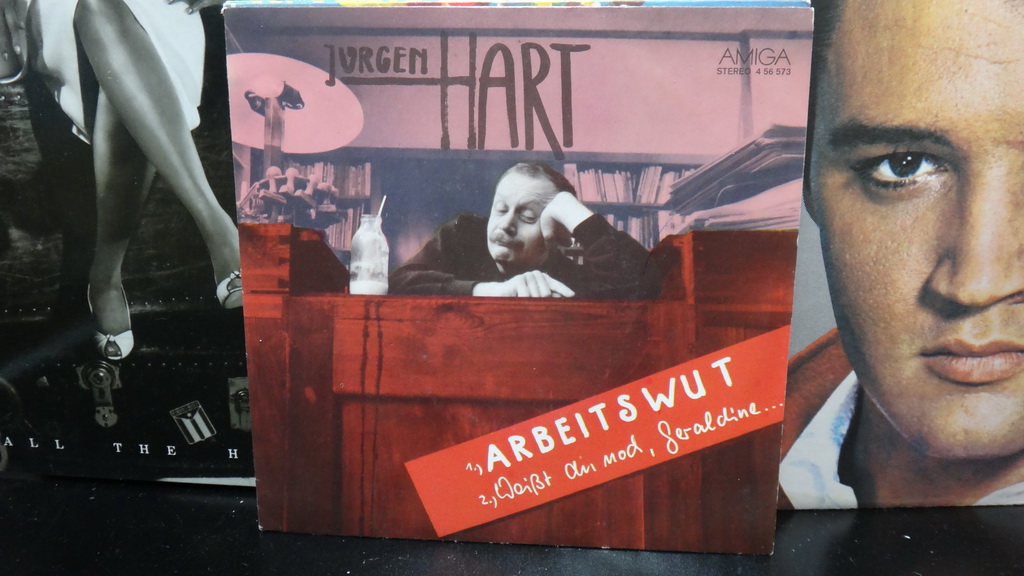 JÜRGEN HART
AMIGA
STEREO 4 56 573
1., ARBEITSWUT
2., Weißt du noch, Geraldine...
ALL THE H